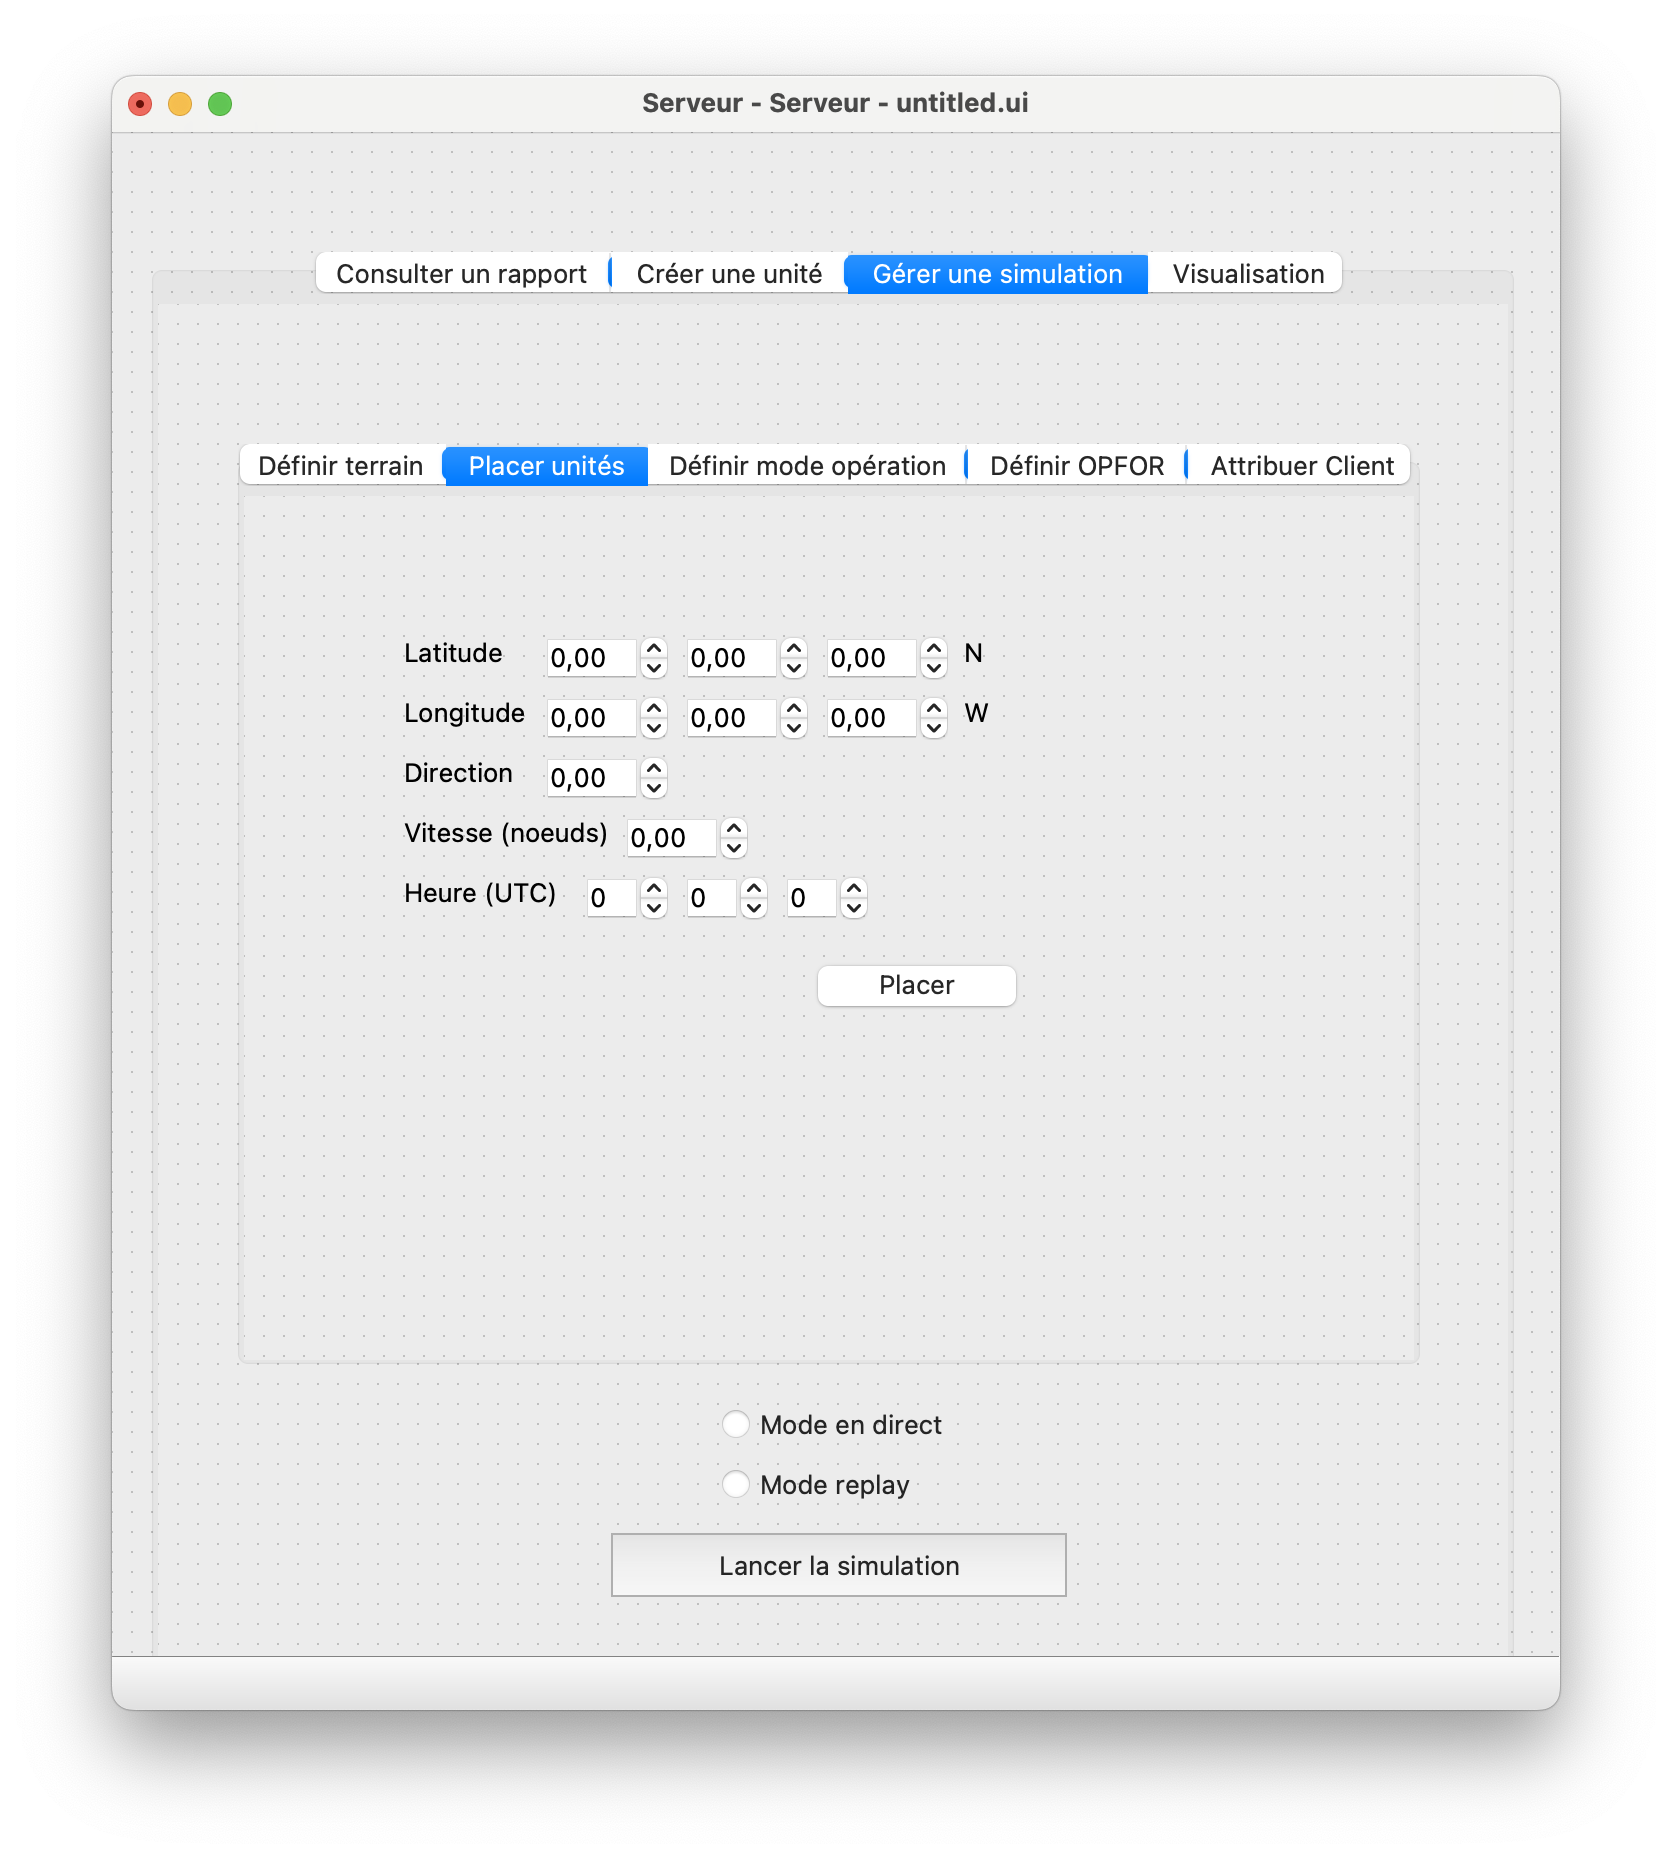 Serveur - Serveur - untitled.ui
Consulter un rapport Créer une unité Gérer une simulation Visualisation
Définir terrain Placer unités Définir mode opération Définir OPFOR Attribuer Client
Latitude 0,00 0,00 0,00 N
Longitude 0,00 0,00 0,00 W
Direction 0,00
Vitesse (noeuds) 0,00
Heure (UTC) 0 0 0
Placer
Mode en direct
Mode replay
Lancer la simulation